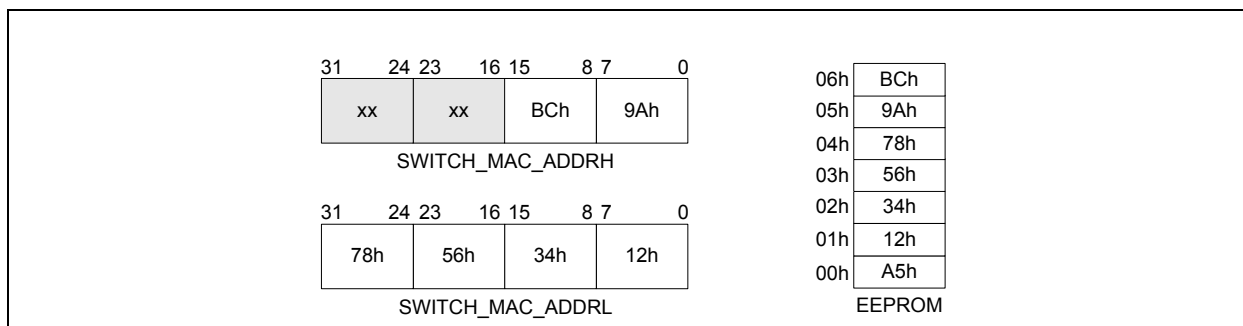 31 24 23 16 15 8 7 0
xx xx BCh 9Ah
SWITCH_MAC_ADDRH
31 24 23 16 15 8 7 0
78h 56h 34h 12h
SWITCH_MAC_ADDRL
06h BCh
05h 9Ah
04h 78h
03h 56h
02h 34h
01h 12h
00h A5h
EEPROM